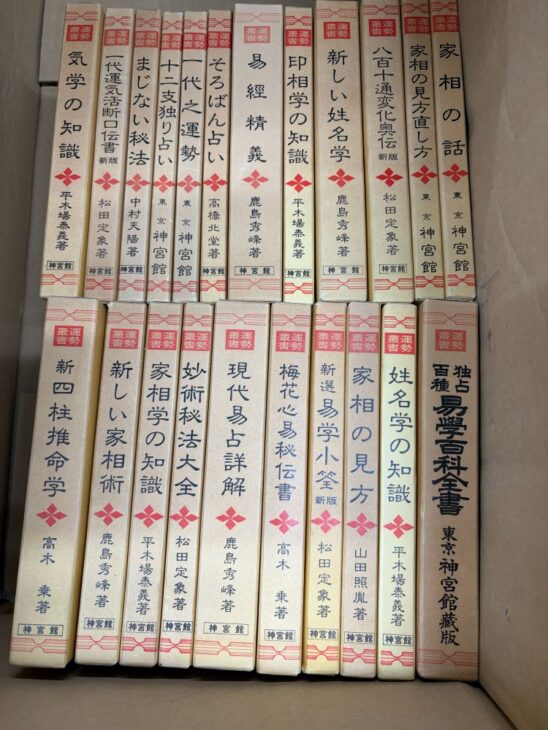 運勢叢書 家相の話 東京 神宮館
運勢叢書 家相の見方直し方 東京 神宮館
運勢叢書 八百十通変化奥伝 新版 松田定象著 神宮館
運勢叢書 新しい姓名学 鹿島秀峰著 神宮館
運勢叢書 印相学の知識 平木場泰義著 神宮館
運勢叢書 易經精義 鹿島秀峰著 神宮館
運勢叢書 そろばん占い 高橋北堂著 神宮館
運勢叢書 一代之運勢 東京 神宮館
運勢叢書 十二支独り占い 東京 神宮館
運勢叢書 まじない秘法 中村天陽著 神宮館
運勢叢書 一代運気活断口伝書 新版 松田定象著 神宮館
運勢叢書 気学の知識 平木場泰義著 神宮館
独占百種 易學百科全書 東京・神宮館藏版
運勢叢書 姓名学の知識 平木場泰義著 神宮館
運勢叢書 家相の見方 山田照胤著 神宮館
運勢叢書 新選 易学小筌 新版 松田定象著 神宮館
運勢叢書 梅花心易秘伝書 高木 乗著 神宮館
運勢叢書 現代易占詳解 鹿島秀峰著 神宮館
運勢叢書 妙術秘法大全 松田定象著 神宮館
運勢叢書 家相学の知識 平木場泰義著 神宮館
運勢叢書 新しい家相術 鹿島秀峰著 神宮館
運勢叢書 新四柱推命学 高木 乗著 神宮館